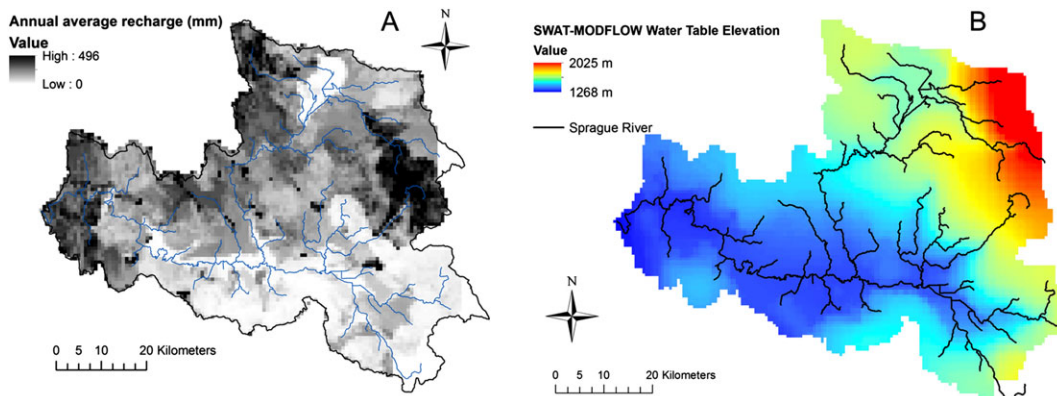 Annual average recharge (mm)
Value
High : 496
Low : 0
A
N
0 5 10 20 Kilometers
B
SWAT-MODFLOW Water Table Elevation
Value
2025 m
1268 m
Sprague River
N
0 5 10 20 Kilometers